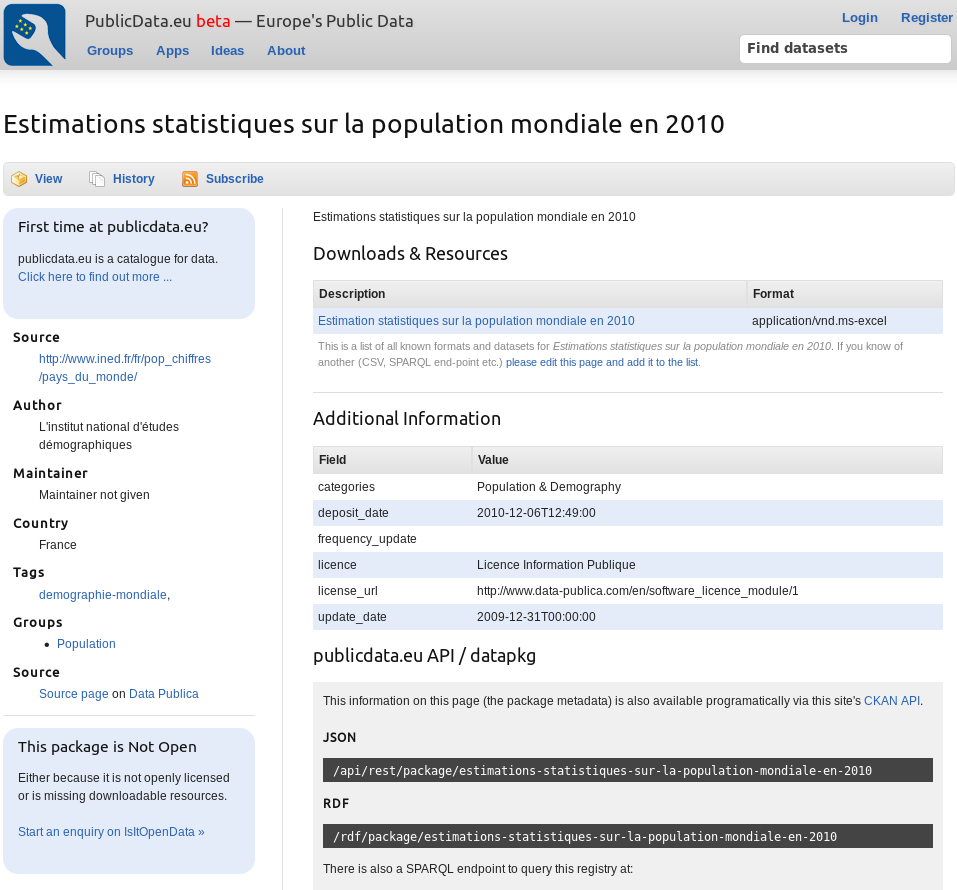 PublicData.eu beta — Europe's Public Data
Login Register
Groups Apps Ideas About
Find datasets
Estimations statistiques sur la population mondiale en 2010
View History Subscribe
First time at publicdata.eu?
publicdata.eu is a catalogue for data.
Click here to find out more ...
Source
http://www.ined.fr/fr/pop_chiffres
/pays_du_monde/
Author
L'institut national d'études
démographiques
Maintainer
Maintainer not given
Country
France
Tags
demographie-mondiale,
Groups
• Population
Source
Source page on Data Publica
This package is Not Open
Either because it is not openly licensed
or is missing downloadable resources.
Start an enquiry on IsItOpenData »
Estimations statistiques sur la population mondiale en 2010
Downloads & Resources
Description Format
Estimation statistiques sur la population mondiale en 2010 application/vnd.ms-excel
This is a list of all known formats and datasets for Estimations statistiques sur la population mondiale en 2010. If you know of
another (CSV, SPARQL end-point etc.) please edit this page and add it to the list.
Additional Information
Field Value
categories Population & Demography
deposit_date 2010-12-06T12:49:00
frequency_update
licence Licence Information Publique
license_url http://www.data-publica.com/en/software_licence_module/1
update_date 2009-12-31T00:00:00
publicdata.eu API / datapkg
This information on this page (the package metadata) is also available programatically via this site's CKAN API.
JSON
/api/rest/package/estimations-statistiques-sur-la-population-mondiale-en-2010
RDF
/rdf/package/estimations-statistiques-sur-la-population-mondiale-en-2010
There is also a SPARQL endpoint to query this registry at: